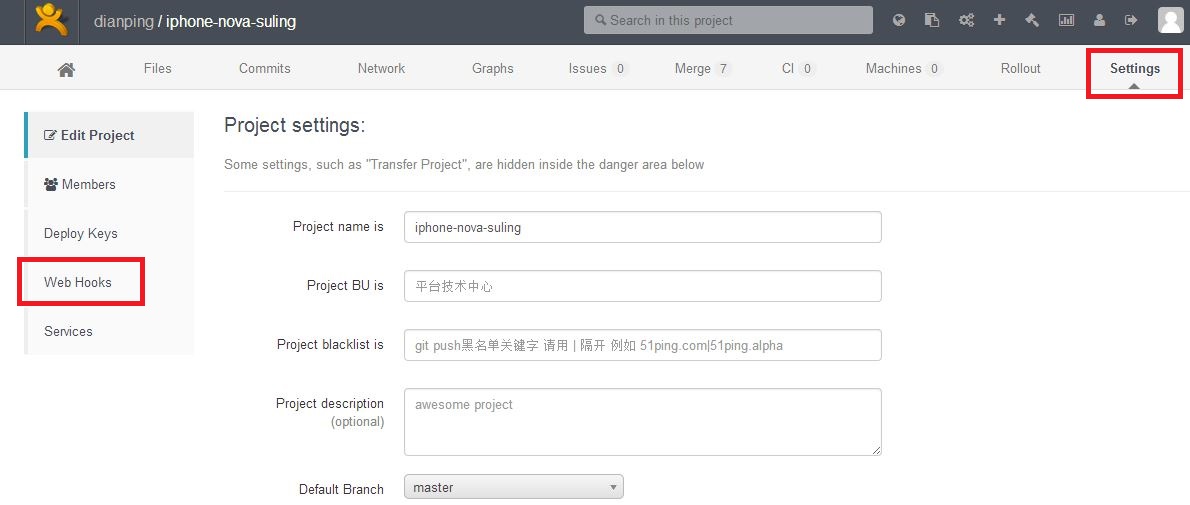 dianping / iphone-nova-suling
Search in this project
Files
Commits
Network
Graphs
Issues 0
Merge 7
CI 0
Machines 0
Rollout
Settings
Edit Project
Members
Deploy Keys
Web Hooks
Services
Project settings:
Some settings, such as "Transfer Project", are hidden inside the danger area below
Project name is
iphone-nova-suling
Project BU is
平台技术中心
Project blacklist is
git push黑名单关键字 请用 | 隔开 例如 51ping.com|51ping.alpha
Project description
(optional)
awesome project
Default Branch
master